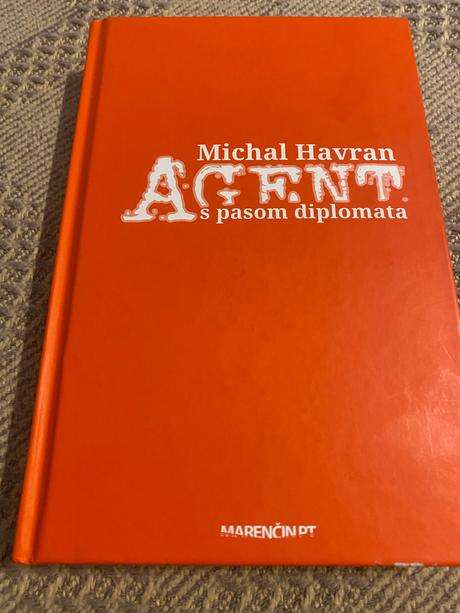 Michal Havran
AGENT
s pasom diplomata
MARENČIN PT